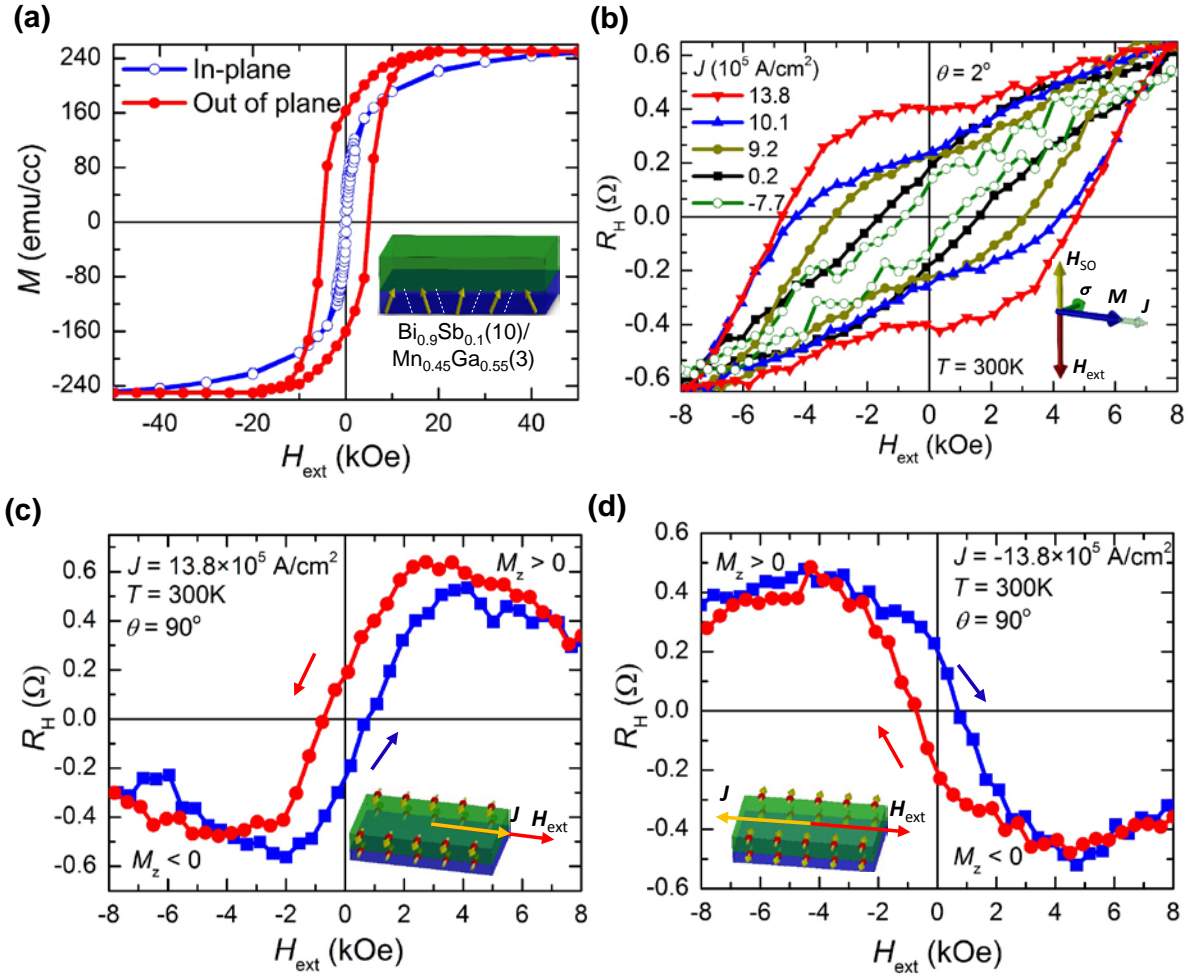 (a)
240
160
80
0
-80
-160
-240
M (emu/cc)
In-plane
Out of plane
Bi0.9Sb0.1(10)/
Mn0.45Ga0.55(3)
-40 -20 0 20 40
Hext (kOe)
(b)
0.6
0.4
0.2
0.0
-0.2
-0.4
-0.6
RH (Ω)
J (10^5 A/cm^2)
13.8
10.1
9.2
0.2
-7.7
θ = 2°
HSO
σ
M
J
Hext
T = 300K
-8 -6 -4 -2 0 2 4 6 8
Hext (kOe)
(c)
0.6
0.4
0.2
0.0
-0.2
-0.4
-0.6
RH (Ω)
J = 13.8×10^5 A/cm^2
T = 300K
θ = 90°
Mz > 0
Mz < 0
J
Hext
-8 -6 -4 -2 0 2 4 6 8
Hext (kOe)
(d)
0.6
0.4
0.2
0.0
-0.2
-0.4
-0.6
RH (Ω)
Mz > 0
J = -13.8×10^5 A/cm^2
T = 300K
θ = 90°
J
Hext
Mz < 0
-8 -6 -4 -2 0 2 4 6 8
Hext (kOe)